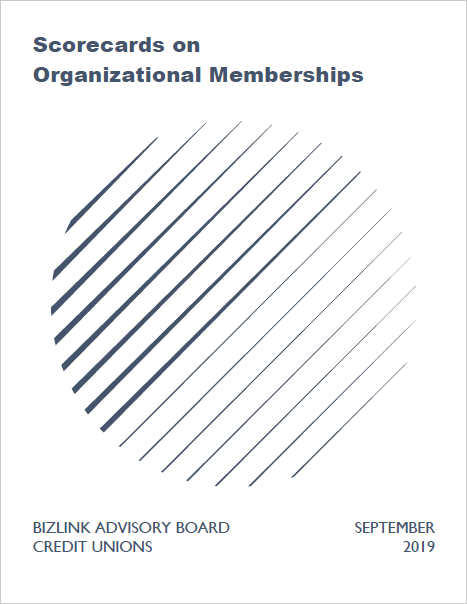 Scorecards on
Organizational Memberships
BIZLINK ADVISORY BOARD
CREDIT UNIONS
SEPTEMBER
2019